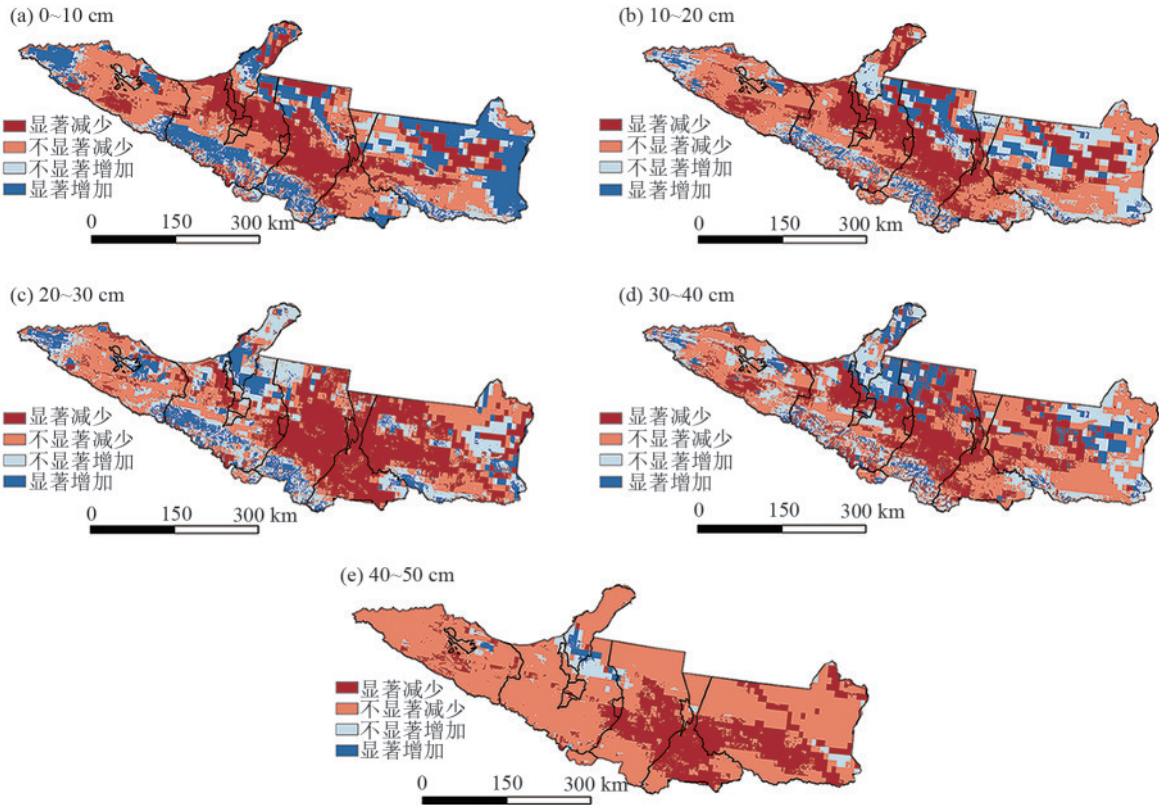 (a) 0~10 cm
显著减少
不显著减少
不显著增加
显著增加
0 150 300 km
(b) 10~20 cm
显著减少
不显著减少
不显著增加
显著增加
0 150 300 km
(c) 20~30 cm
显著减少
不显著减少
不显著增加
显著增加
0 150 300 km
(d) 30~40 cm
显著减少
不显著减少
不显著增加
显著增加
0 150 300 km
(e) 40~50 cm
显著减少
不显著减少
不显著增加
显著增加
0 150 300 km